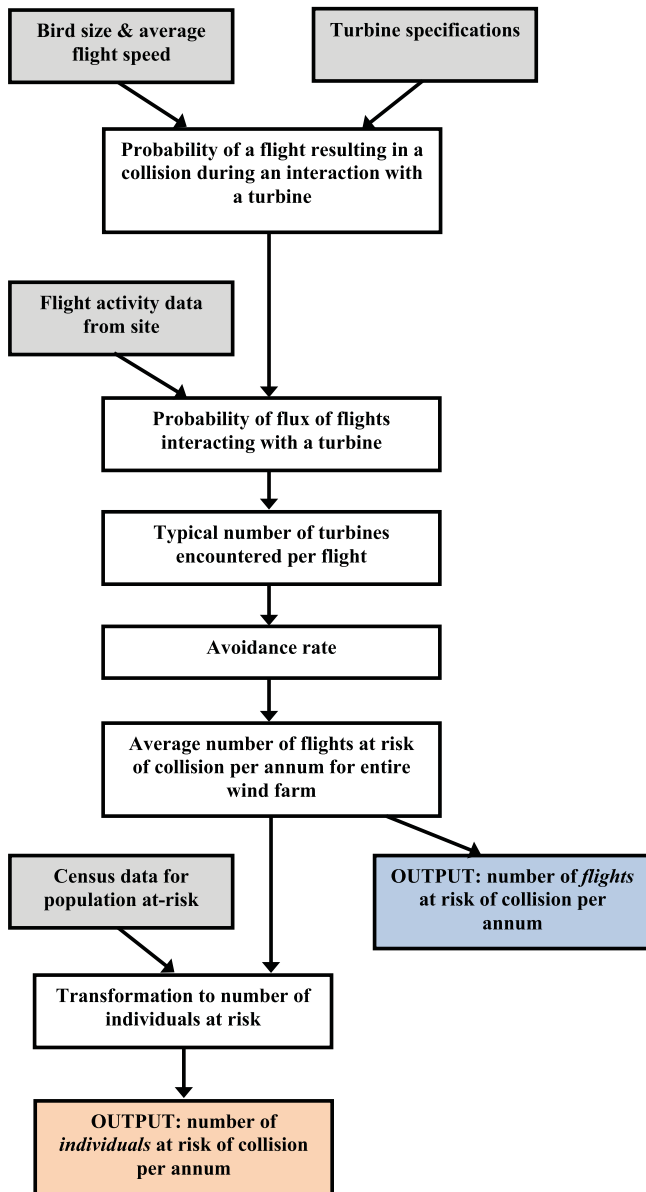 Bird size & average
flight speed
Turbine specifications
Probability of a flight resulting in a
collision during an interaction with
a turbine
Flight activity data
from site
Probability of flux of flights
interacting with a turbine
Typical number of turbines
encountered per flight
Avoidance rate
Average number of flights at risk
of collision per annum for entire
wind farm
Census data for
population at-risk
OUTPUT: number of flights
at risk of collision per
annum
Transformation to number of
individuals at risk
OUTPUT: number of
individuals at risk of collision
per annum